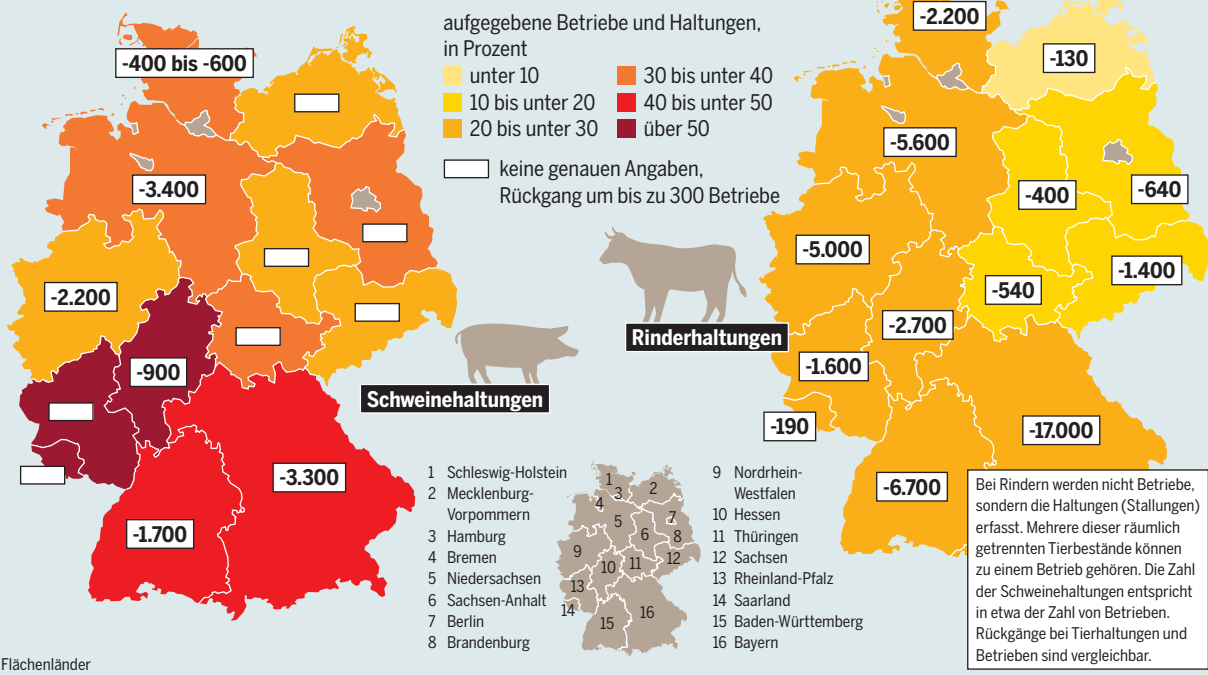 aufgegebene Betriebe und Haltungen,
in Prozent
unter 10
10 bis unter 20
20 bis unter 30
30 bis unter 40
40 bis unter 50
über 50
keine genauen Angaben,
Rückgang um bis zu 300 Betriebe
-400 bis -600
-3.400
-2.200
-900
-3.300
-1.700
Schweinehaltungen
-2.200
-130
-5.600
-400
-640
-5.000
-540
-1.400
-2.700
-1.600
-190
-17.000
-6.700
Rinderhaltungen
1 Schleswig-Holstein
2 Mecklenburg-
Vorpommern
3 Hamburg
4 Bremen
5 Niedersachsen
6 Sachsen-Anhalt
7 Berlin
8 Brandenburg
1
2
3
4
5
6
7
8
9
10
11
12
13
14
15
16
9 Nordrhein-
Westfalen
10 Hessen
11 Thüringen
12 Sachsen
13 Rheinland-Pfalz
14 Saarland
15 Baden-Württemberg
16 Bayern
Bei Rindern werden nicht Betriebe,
sondern die Haltungen (Stallungen)
erfasst. Mehrere dieser räumlich
getrennten Tierbestände können
zu einem Betrieb gehören. Die Zahl
der Schweinehaltungen entspricht
in etwa der Zahl von Betrieben.
Rückgänge bei Tierhaltungen und
Betrieben sind vergleichbar.
Flächenländer